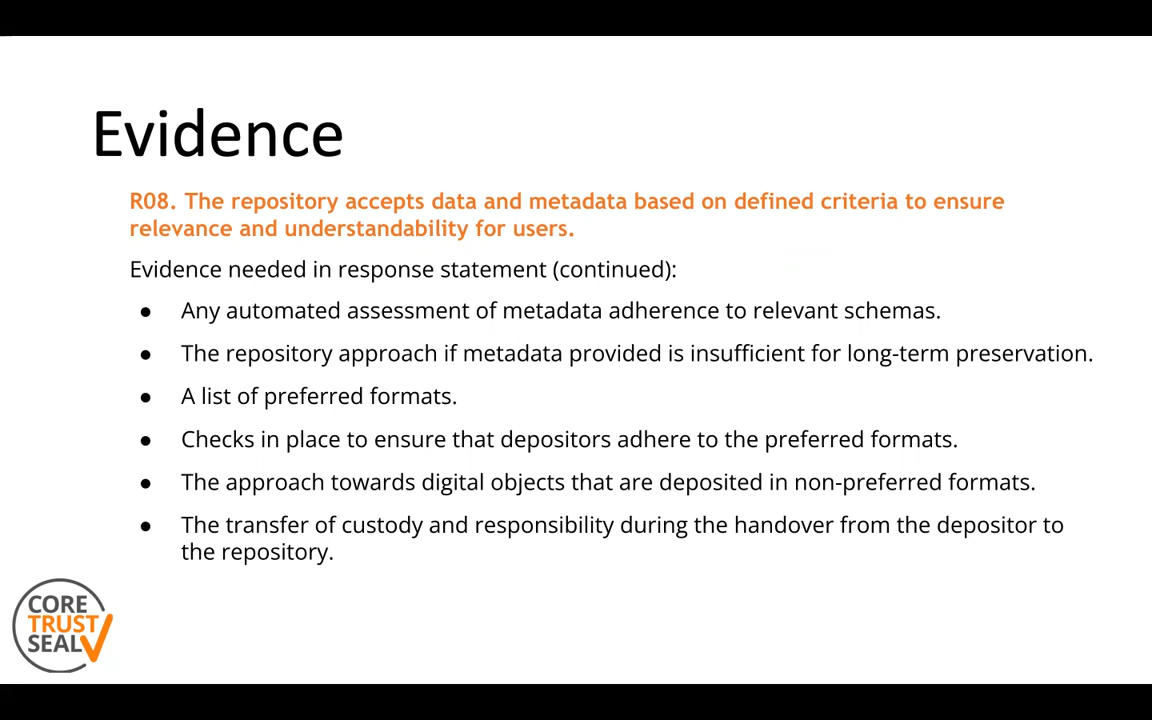 Evidence
R08. The repository accepts data and metadata based on defined criteria to ensure
relevance and understandability for users.
Evidence needed in response statement (continued):
● Any automated assessment of metadata adherence to relevant schemas.
● The repository approach if metadata provided is insufficient for long-term preservation.
● A list of preferred formats.
● Checks in place to ensure that depositors adhere to the preferred formats.
● The approach towards digital objects that are deposited in non-preferred formats.
● The transfer of custody and responsibility during the handover from the depositor to
the repository.
CORE
TRUST
SEAL